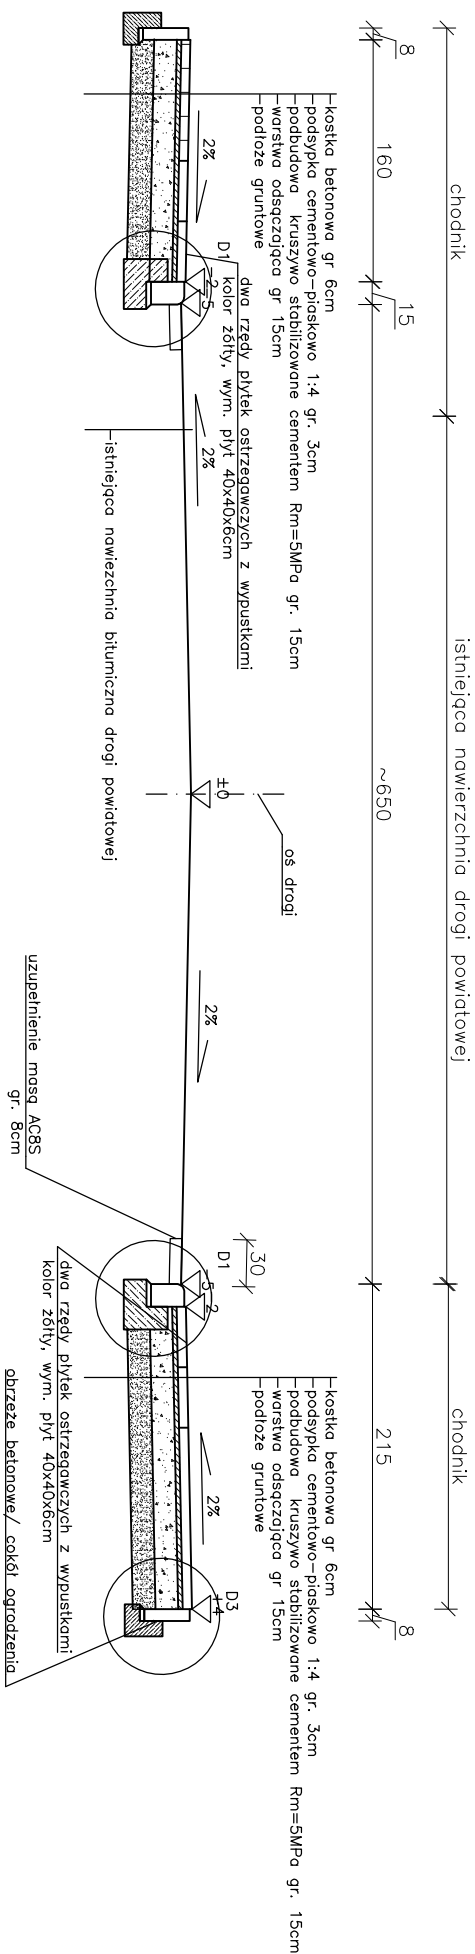 chodnik
istniejąca nawierzchnia drogi powiatowej
chodnik
8
160
15
~650
215
8
kostka betonowa gr 6cm
podsypka cementowo-piaskowo 1:4 gr. 3cm
podbudowa kruszywo stabilizowane cementem Rm=5MPa gr. 15cm
warstwa odsączająca gr 15cm
podłoże gruntowe
kostka betonowa gr 6cm
podsypka cementowo-piaskowo 1:4 gr. 3cm
podbudowa kruszywo stabilizowane cementem Rm=5MPa gr. 15cm
warstwa odsączająca gr 15cm
podłoże gruntowe
oś drogi
30
dwa rzędy płytek ostrzegawczych z wypustkami
kolor żółty, wym. płyt 40x40x6cm
D1
D1
D3
2%
-2
-5
2%
±0
2%
-5
-2
2%
+4
istniejąca nawiezchnia bitumiczna drogi powiatowej
uzupełnienie masą AC8S
gr. 8cm
dwa rzędy płytek ostrzegawczych z wypustkami
kolor żółty, wym. płyt 40x40x6cm
obrzeże betonowe/ cokół ogrodzenia